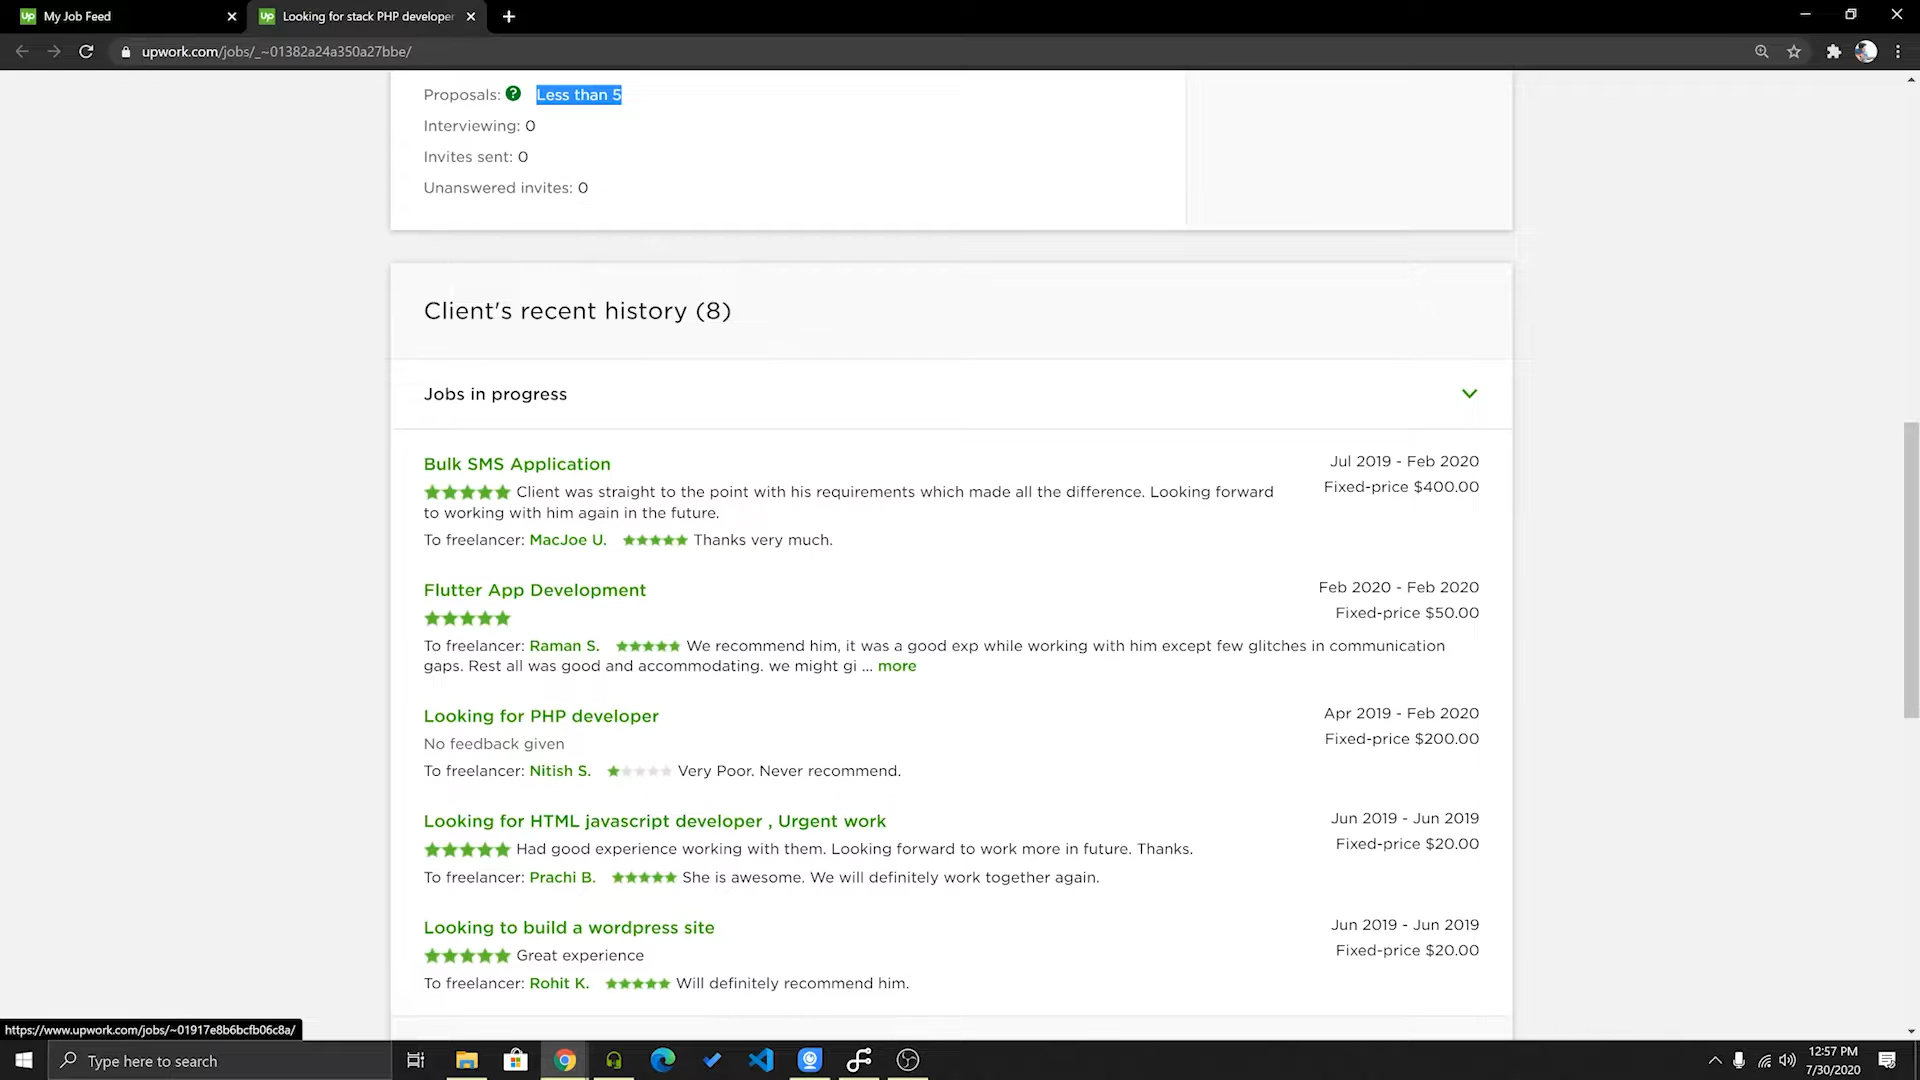 My Job Feed
Looking for stack PHP developer
upwork.com/jobs/_~01382a24a350a27bbe/
Proposals: ? Less than 5
Interviewing: 0
Invites sent: 0
Unanswered invites: 0
Client's recent history (8)
Jobs in progress
Bulk SMS Application
Jul 2019 - Feb 2020
Client was straight to the point with his requirements which made all the difference. Looking forward
Fixed-price $400.00
to working with him again in the future.
To freelancer: MacJoe U. Thanks very much.
Flutter App Development
Feb 2020 - Feb 2020
Fixed-price $50.00
To freelancer: Raman S. We recommend him, it was a good exp while working with him except few glitches in communication
gaps. Rest all was good and accommodating. we might gi ... more
Looking for PHP developer
Apr 2019 - Feb 2020
No feedback given
Fixed-price $200.00
To freelancer: Nitish S. Very Poor. Never recommend.
Looking for HTML javascript developer , Urgent work
Jun 2019 - Jun 2019
Had good experience working with them. Looking forward to work more in future. Thanks.
Fixed-price $20.00
To freelancer: Prachi B. She is awesome. We will definitely work together again.
Looking to build a wordpress site
Jun 2019 - Jun 2019
Great experience
Fixed-price $20.00
To freelancer: Rohit K. Will definitely recommend him.
https://www.upwork.com/jobs/~01917e8b6bcfb06c8a/
Type here to search
12:57 PM
7/30/2020